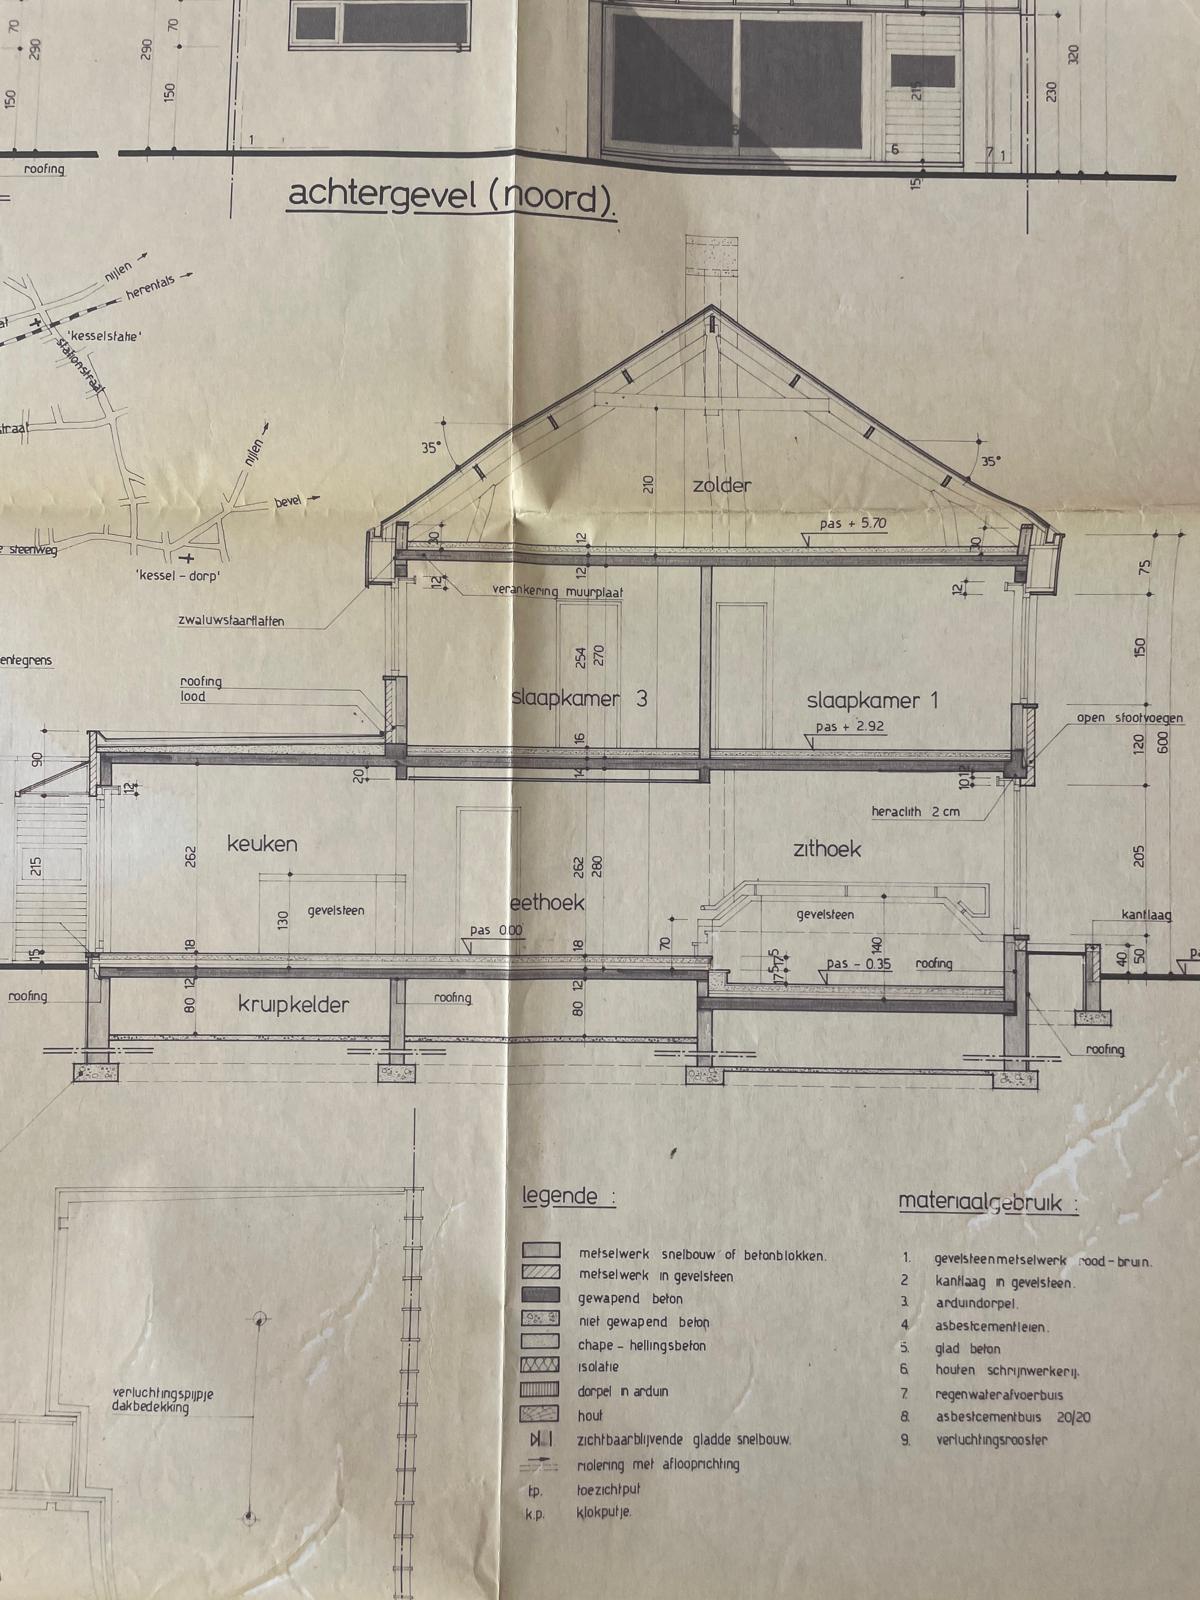 70
290
150
290
70
150
3
1
215
6
7
1
15
230
320
roofing
achtergevel (noord).
nijlen
herentals
'kesselstatie'
stationstraat
straat
nijlen
bevel
steenweg
'kessel - dorp'
35°
35°
210
zolder
pas + 5.70
30
12
30
12
12
12
verankering muurplaat
zwaluwstaartlatten
75
254
270
150
roofing
lood
slaapkamer 3
slaapkamer 1
pas + 2.92
open stootvoegen
16
120
600
90
20
14
12
10
12
heraclith 2 cm
keuken
zithoek
262
262
280
215
205
130
gevelsteen
eethoek
gevelsteen
kantlaag
pas 0.00
70
140
18
18
15
17.5
17.5
pas - 0.35
roofing
40
50
roofing
12
80
kruipkelder
roofing
12
80
roofing
verluchtingspijpje
dakbedekking
legende :
metselwerk snelbouw of betonblokken.
metselwerk in gevelsteen
gewapend beton
niet gewapend beton
chape - hellingsbeton
isolatie
dorpel in arduin
hout
zichtbaarblijvende gladde snelbouw.
riolering met aflooprichting
t.p. toezichtput
k.p. klokputje.
materiaalgebruik :
1. gevelsteenmetselwerk rood-bruin.
2 kantlaag in gevelsteen.
3. arduindorpel.
4. asbestcementleien.
5. glad beton
6. houten schrijnwerkerij.
7. regenwaterafvoerbuis
8. asbestcementbuis 20/20
9. verluchtingsrooster